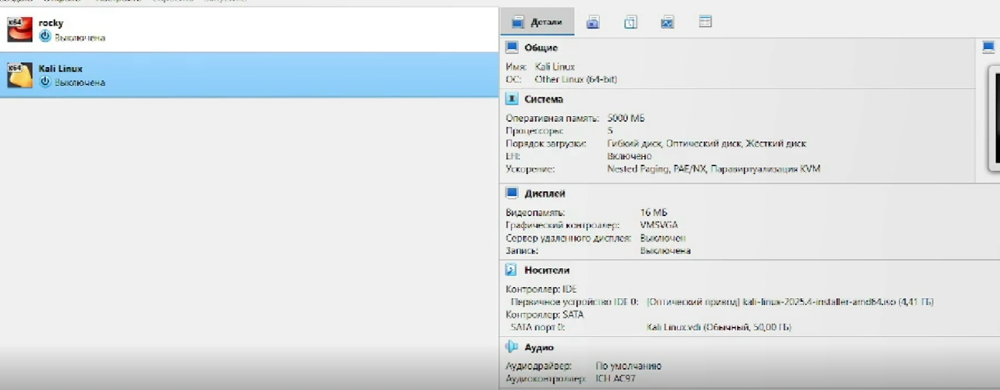 x64 rocky
Выключена
x64 Kali Linux
Выключена
Детали
Общие
Имя: Kali Linux
ОС: Other Linux (64-bit)
Система
Оперативная память: 5000 МБ
Процессоры: 5
Порядок загрузки: Гибкий диск, Оптический диск, Жёсткий диск
EFI: Включено
Ускорение: Nested Paging, PAE/NX, Паравиртуализация KVM
Дисплей
Видеопамять: 16 МБ
Графический контроллер: VMSVGA
Сервер удалённого дисплея: Выключен
Запись: Выключена
Носители
Контроллер: IDE
Первичное устройство IDE 0: [Оптический привод] kali-linux-2025.4-installer-amd64.iso (4,41 ГБ)
Контроллер: SATA
SATA порт 0: Kali Linux.vdi (Обычный, 50,00 ГБ)
Аудио
Аудиодрайвер: По умолчанию
Аудиоконтроллер: ICH AC97